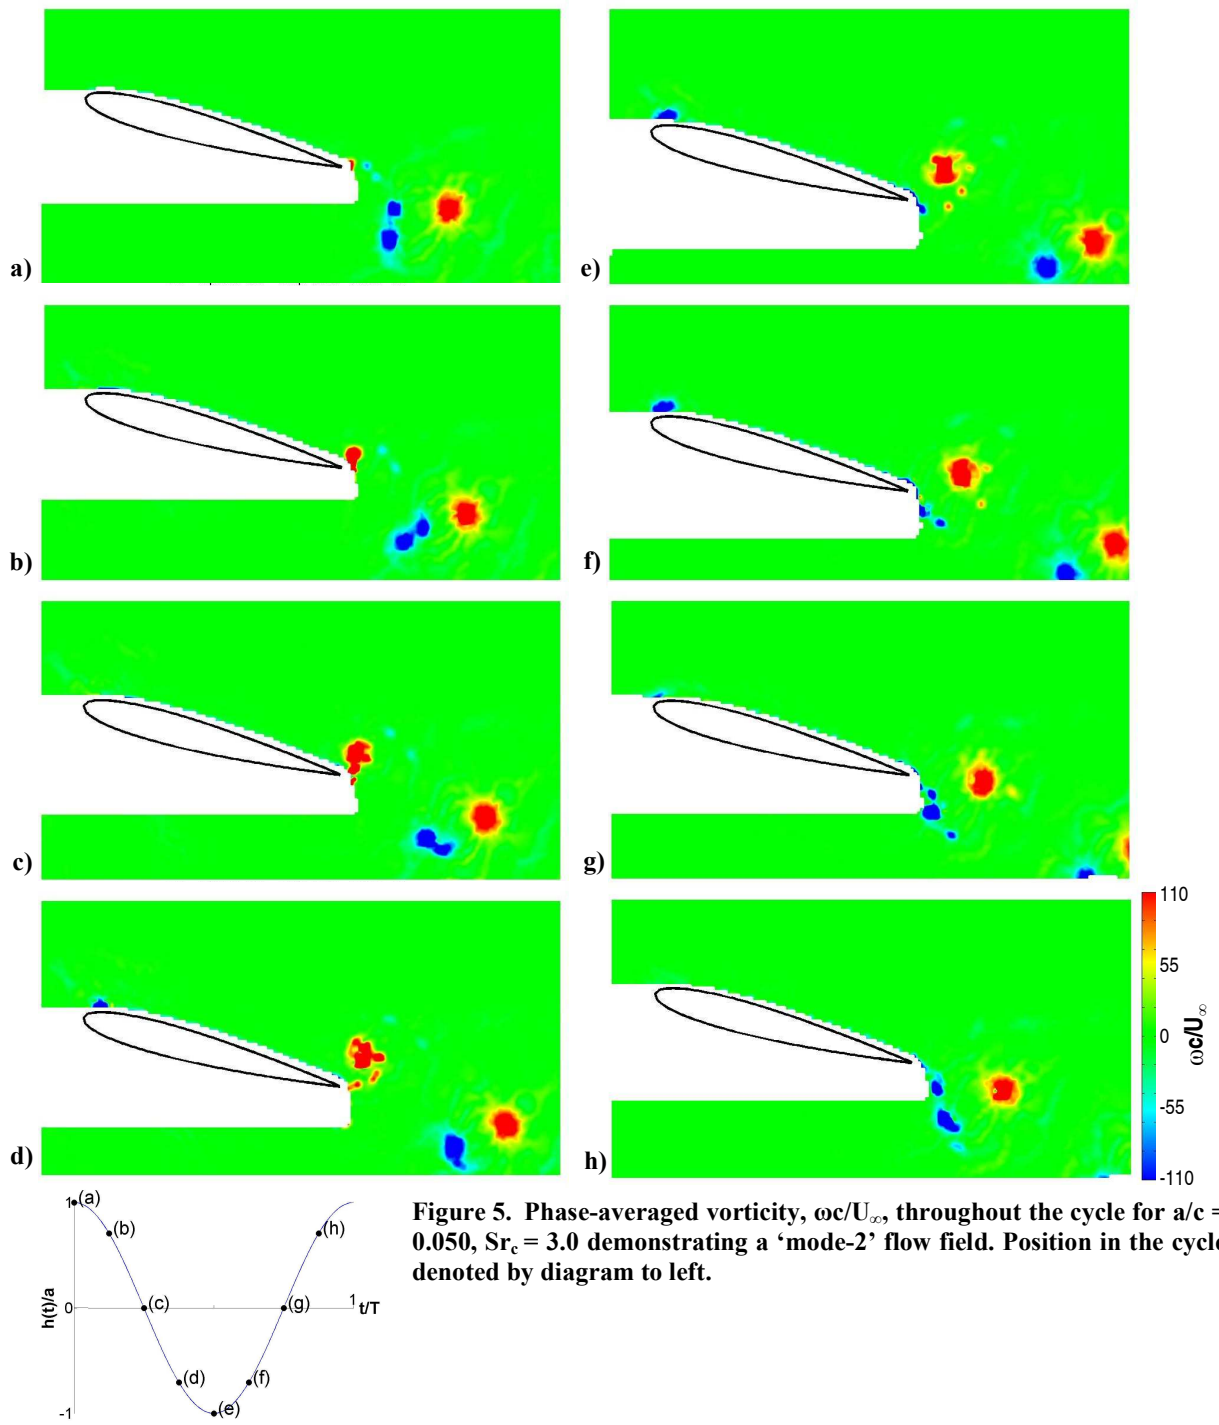 a)
e)
b)
f)
c)
g)
d)
h)
110
55
0
-55
-110
ωc/U∞
Figure 5. Phase-averaged vorticity, ωc/U∞, throughout the cycle for a/c =
0.050, Src = 3.0 demonstrating a ‘mode-2’ flow field. Position in the cycle
denoted by diagram to left.
1
(a)
(b)
(h)
h(t)/a
0
(c)
(g)
1
t/T
(d)
(f)
-1
(e)